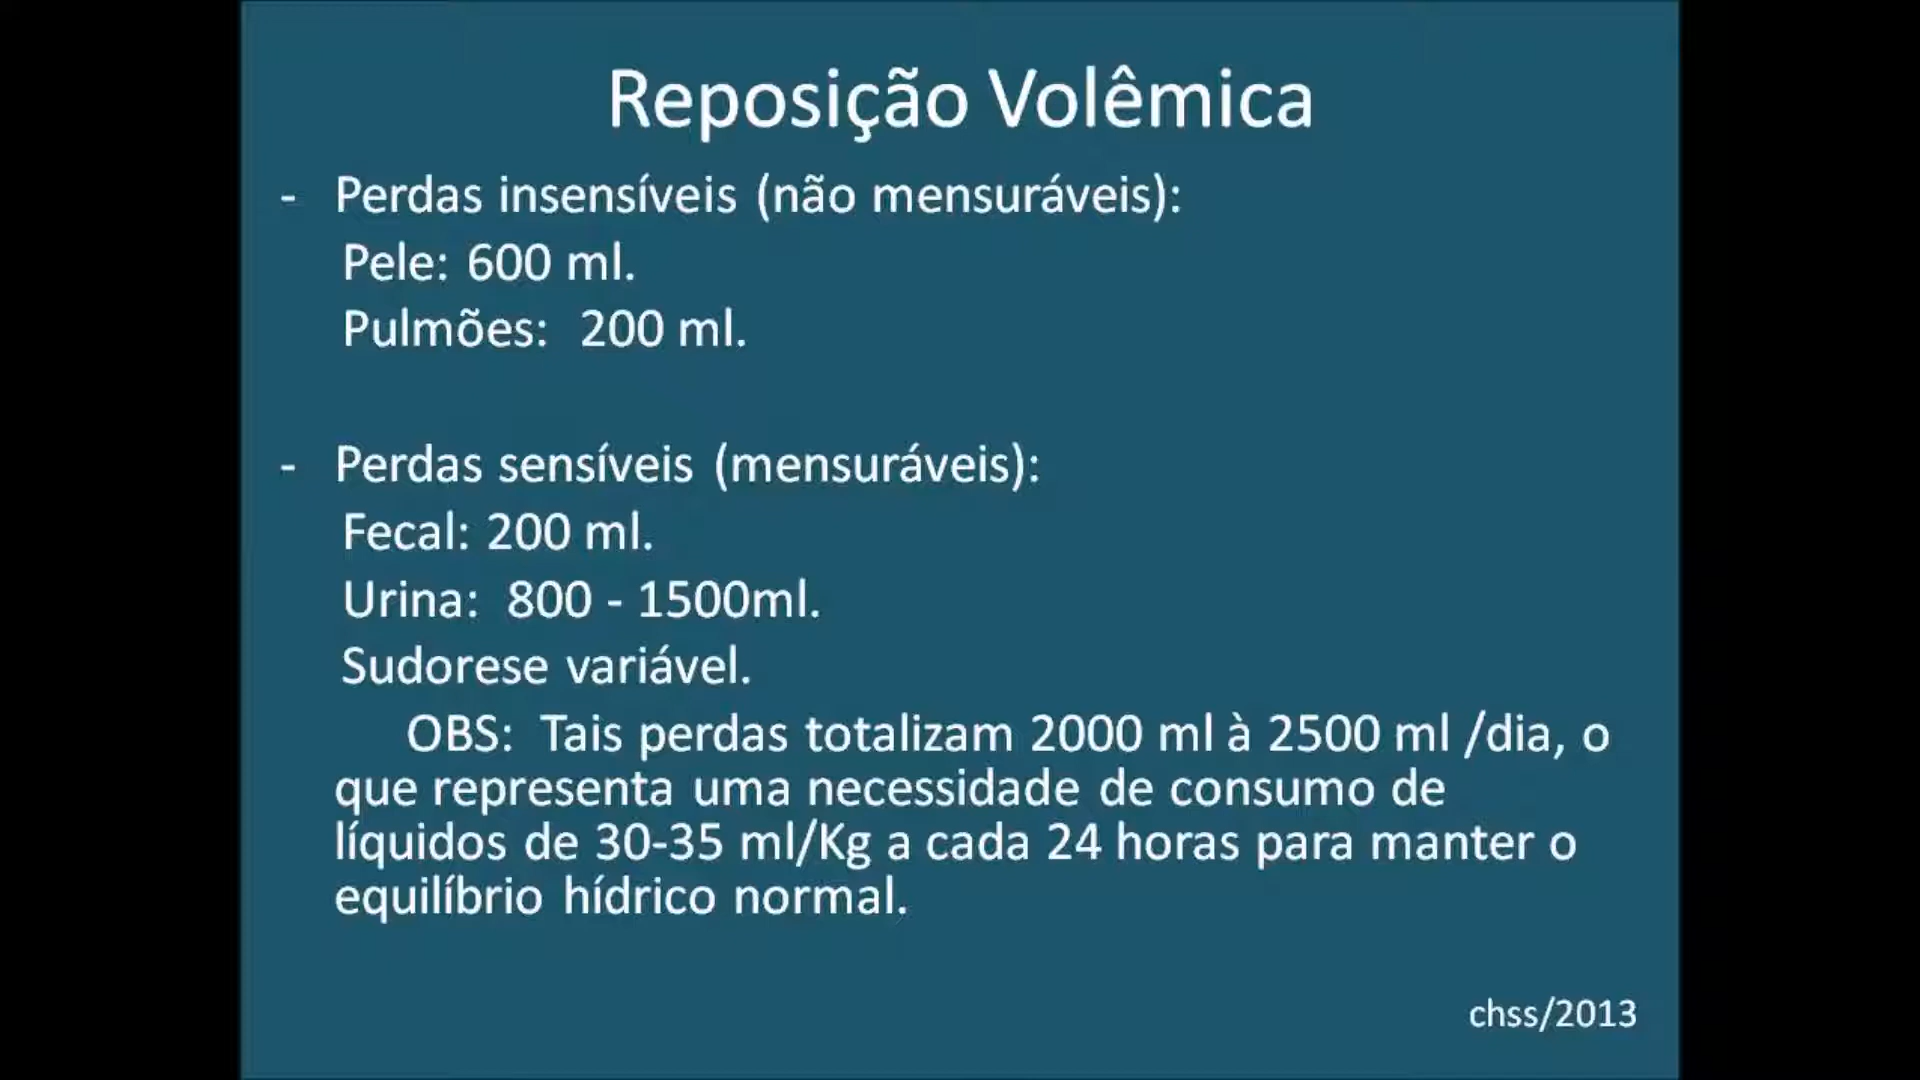 Reposição Volêmica
- Perdas insensíveis (não mensuráveis):
Pele: 600 ml.
Pulmões: 200 ml.
- Perdas sensíveis (mensuráveis):
Fecal: 200 ml.
Urina: 800 - 1500ml.
Sudorese variável.
OBS: Tais perdas totalizam 2000 ml à 2500 ml /dia, o
que representa uma necessidade de consumo de
líquidos de 30-35 ml/Kg a cada 24 horas para manter o
equilíbrio hídrico normal.
chss/2013